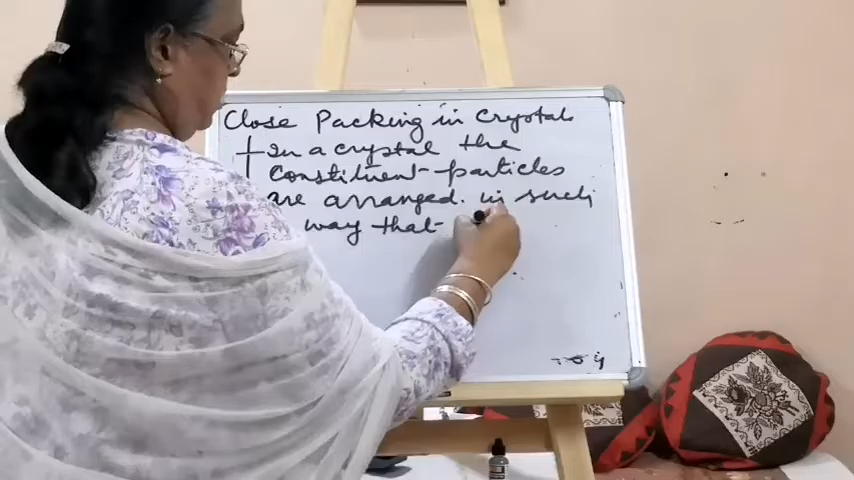 Close Packing in Crystal
† In a crystal, the
Constituent particles
are arranged in such
way that